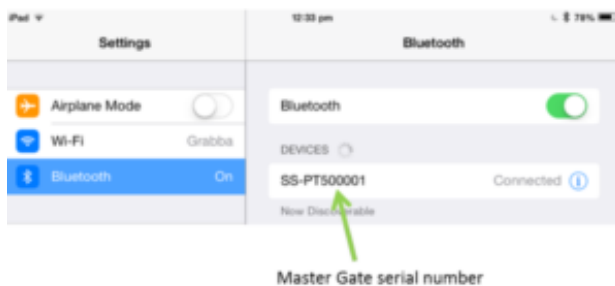 iPad 12:33 pm 78%
Settings Bluetooth
Airplane Mode
Wi-Fi Grabba
Bluetooth On
Bluetooth
DEVICES
SS-PT500001 Connected
Now Discoverable
Master Gate serial number